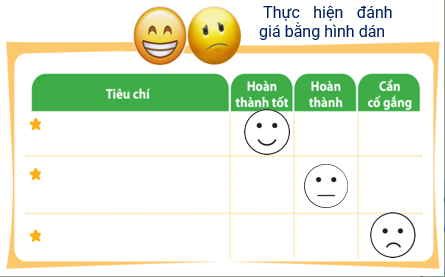 Thực hiện đánh
giá bằng hình dán
Tiêu chí
Hoàn
thành tốt
Hoàn
thành
Cần
cố gắng